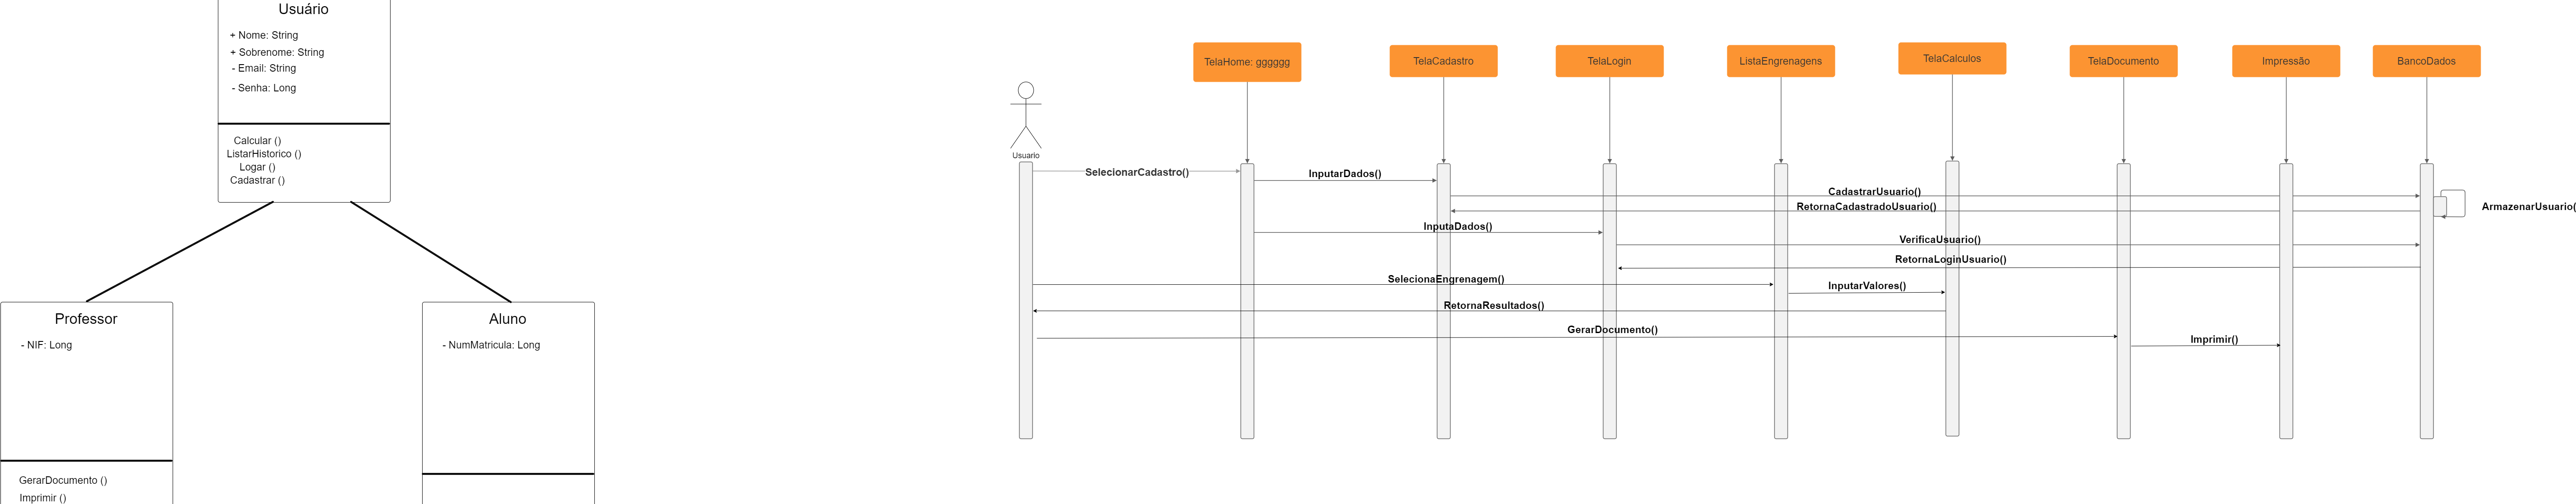 Usuário
+ Nome: String
+ Sobrenome: String
- Email: String
- Senha: Long
Calcular ()
ListarHistorico ()
Logar ()
Cadastrar ()
Professor
- NIF: Long
GerarDocumento ()
Imprimir ()
Aluno
- NumMatricula: Long
TelaHome: gggggg
TelaCadastro
TelaLogin
ListaEngrenagens
TelaCalculos
TelaDocumento
Impressão
BancoDados
Usuario
SelecionarCadastro()
InputarDados()
CadastrarUsuario()
RetornaCadastradoUsuario()
ArmazenarUsuario(
InputaDados()
VerificaUsuario()
RetornaLoginUsuario()
SelecionaEngrenagem()
InputarValores()
RetornaResultados()
GerarDocumento()
Imprimir()